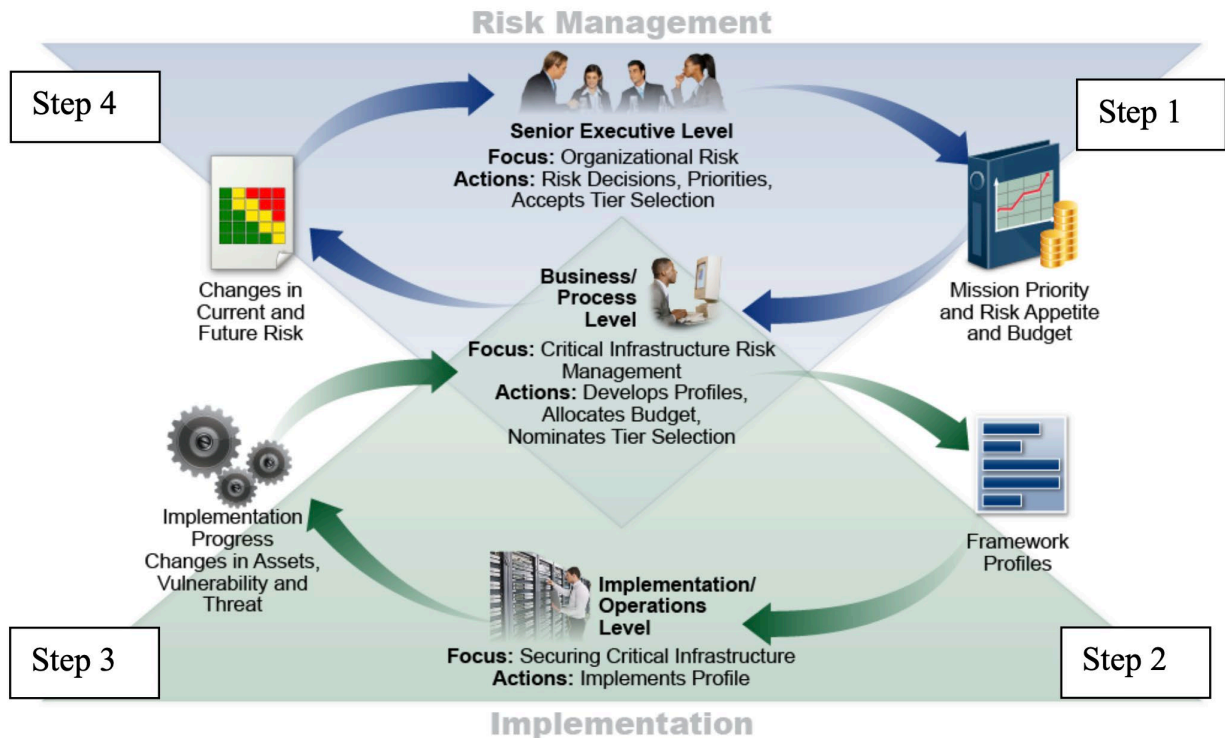 Risk Management
Step 4
Step 1
Senior Executive Level
Focus: Organizational Risk
Actions: Risk Decisions, Priorities,
Accepts Tier Selection
Changes in
Current and
Future Risk
Business/
Process
Level
Mission Priority
and Risk Appetite
and Budget
Focus: Critical Infrastructure Risk
Management
Actions: Develops Profiles,
Allocates Budget,
Nominates Tier Selection
Implementation
Progress
Changes in Assets,
Vulnerability and
Threat
Framework
Profiles
Implementation/
Operations
Level
Focus: Securing Critical Infrastructure
Actions: Implements Profile
Step 3
Step 2
Implementation